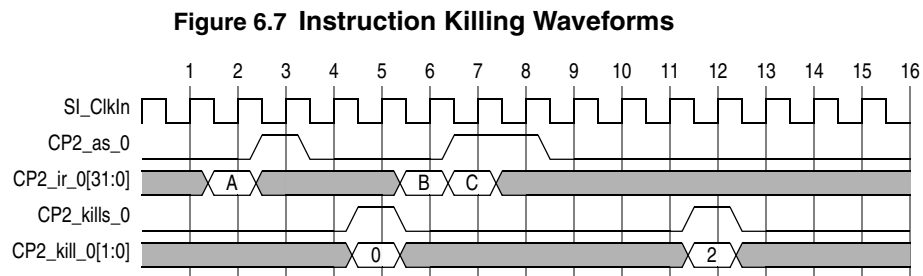 Figure 6.7 Instruction Killing Waveforms
1 2 3 4 5 6 7 8 9 10 11 12 13 14 15 16
SI_ClkIn
CP2_as_0
CP2_ir_0[31:0] A B C
CP2_kills_0
CP2_kill_0[1:0] 0 2